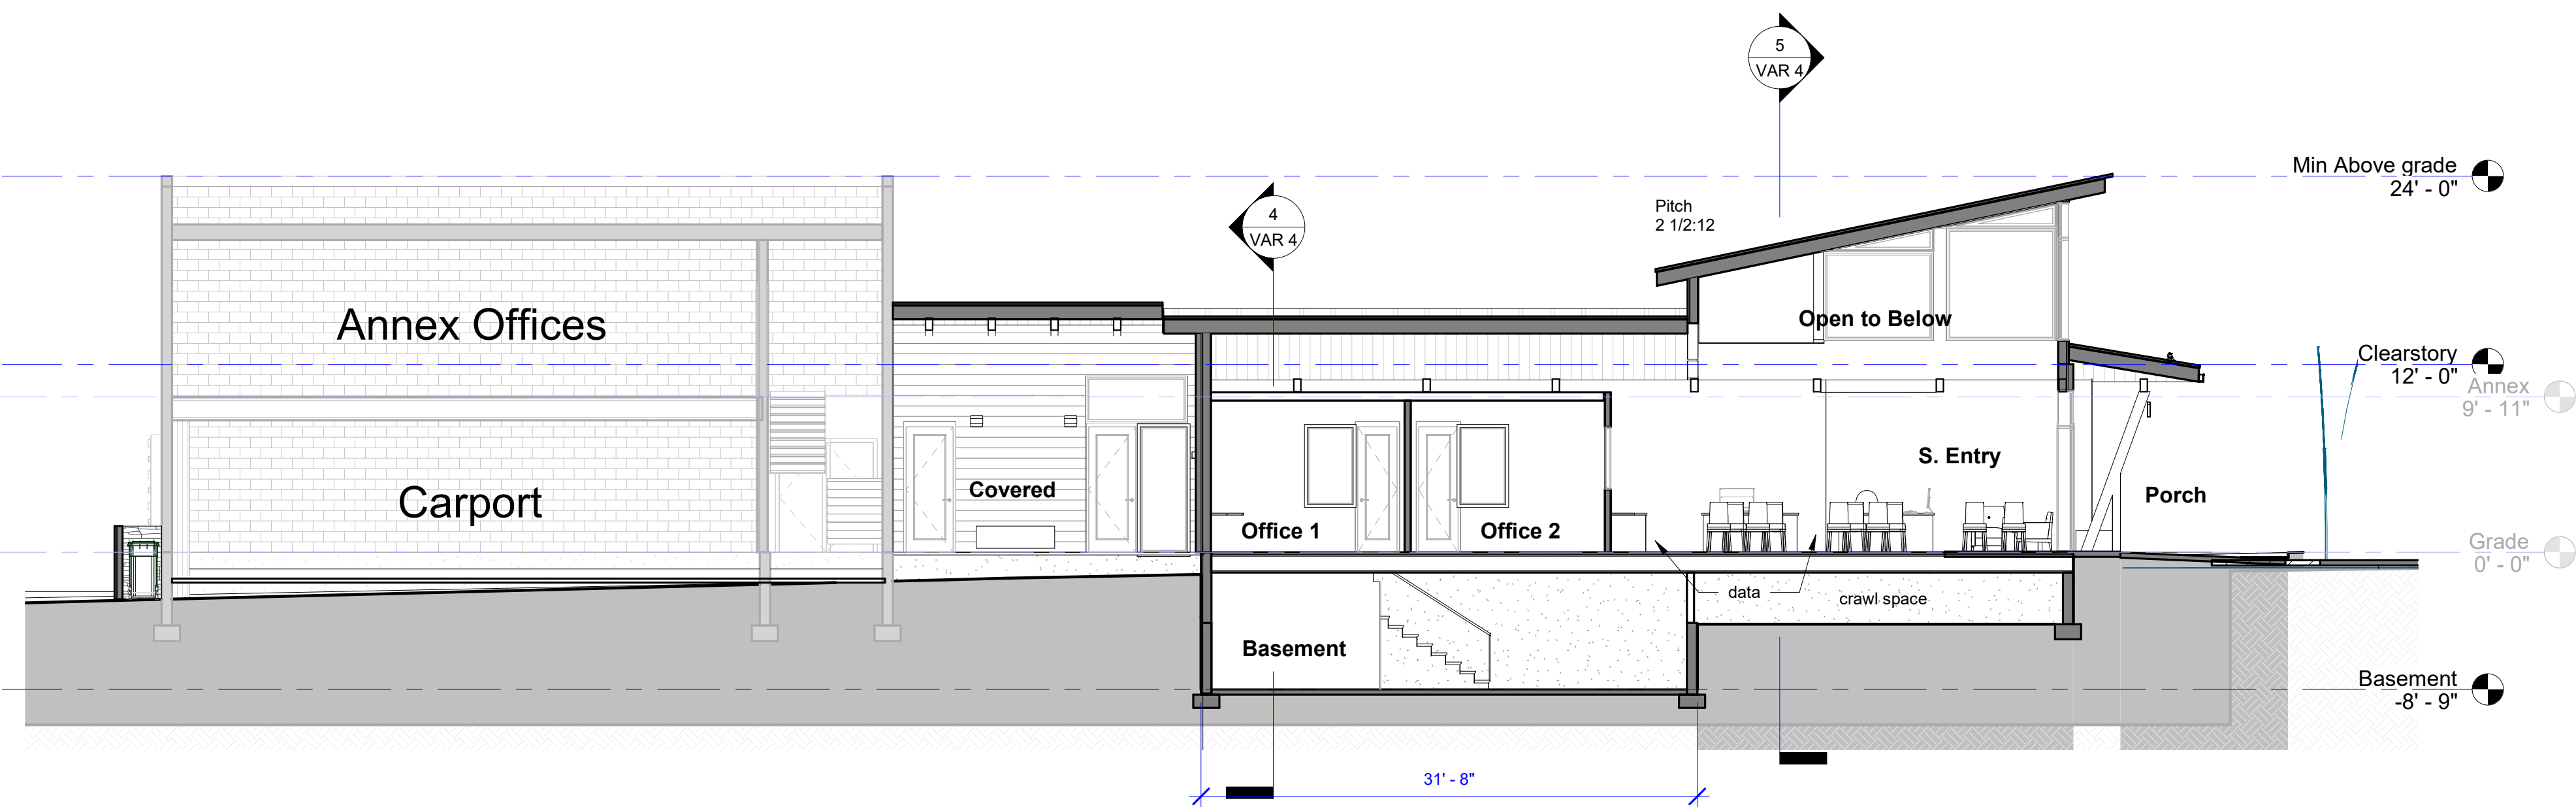 5
VAR 4
Min Above grade
24' - 0"
4
VAR 4
Pitch
2 1/2:12
Annex Offices
Open to Below
Clearstory
12' - 0"
Annex
9' - 11"
Carport
Covered
Office 1
Office 2
S. Entry
Porch
Grade
0' - 0"
data
crawl space
Basement
Basement
-8' - 9"
31' - 8"